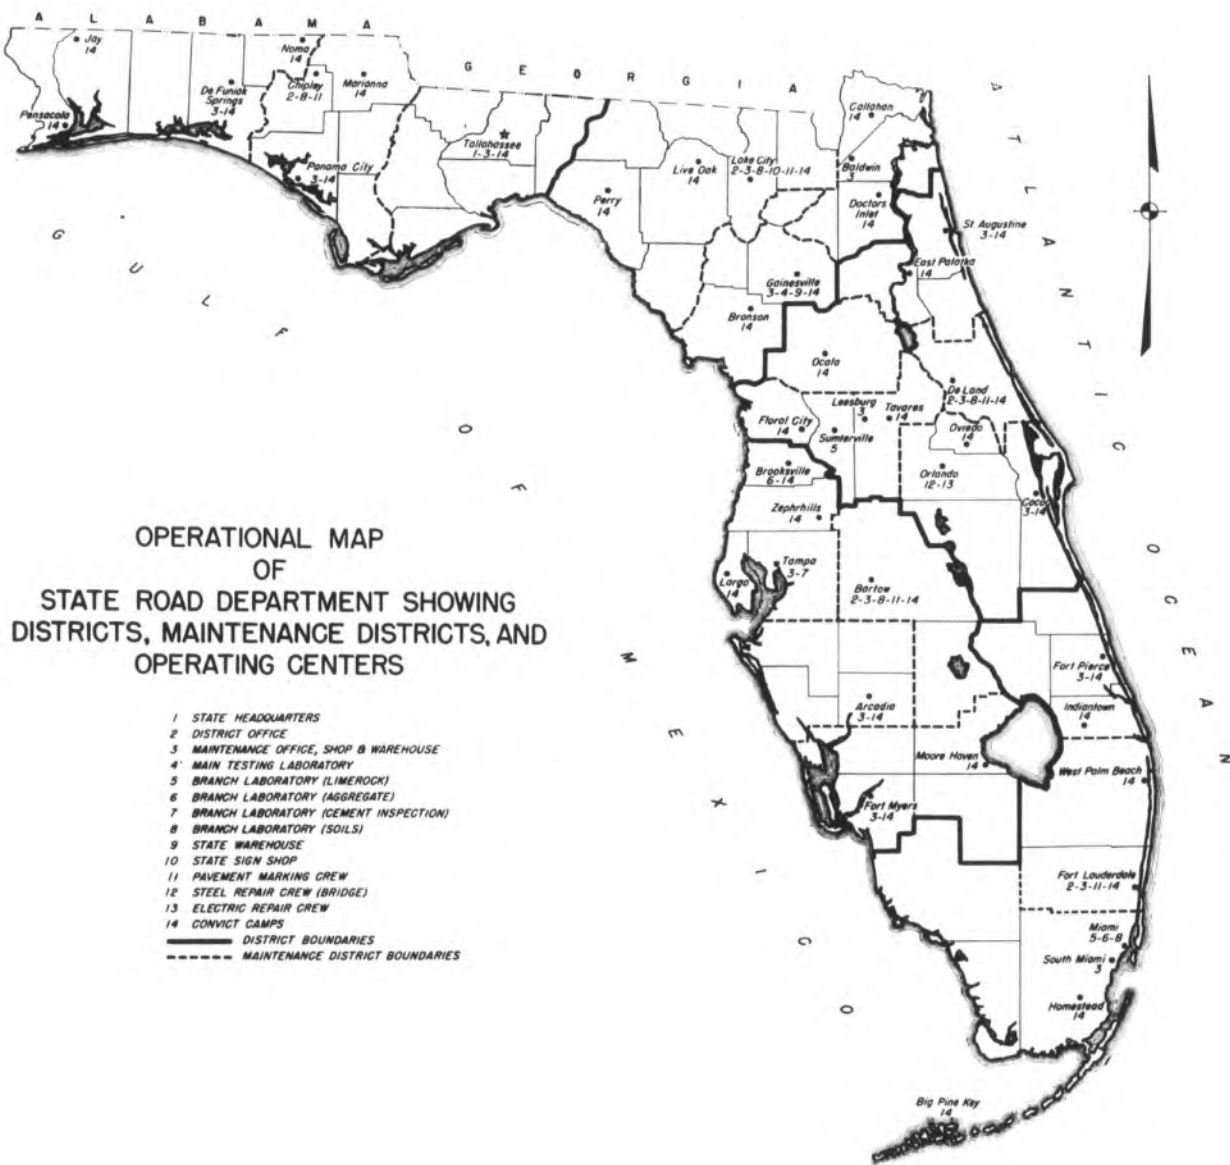 A L A B A M A
G E O R G I A
A T L A N T I C
O C E A N
G U L F
O F
M E X I C O
Jay
14
Noma
14
Chipley
2-8-11
Marianna
14
De Funiak
Springs
3-14
Pensacola
14
Panama City
3-14
Tallahassee
1-3-14
Perry
14
Live Oak
14
Lake City
2-3-8-10-11-14
Callahan
14
Baldwin
3
Doctors
Inlet
14
St. Augustine
3-14
East Palatka
14
Gainesville
3-4-9-14
Bronson
14
Ocala
14
De Land
2-3-8-11-14
Leesburg
3
Tavares
14
Floral City
14
Sumterville
5
Oviedo
14
Orlando
12-13
Brooksville
6-14
Cocoa
3-14
Zephrhills
14
Tampa
3-7
Largo
14
Bartow
2-3-8-11-14
Fort Pierce
3-14
Arcadia
3-14
Indiantown
14
Moore Haven
14
West Palm Beach
14
Fort Myers
3-14
Fort Lauderdale
2-3-11-14
Miami
5-6-8
South Miami
3
Homestead
14
Big Pine Key
14
OPERATIONAL MAP
OF
STATE ROAD DEPARTMENT SHOWING
DISTRICTS, MAINTENANCE DISTRICTS, AND
OPERATING CENTERS
1 STATE HEADQUARTERS
2 DISTRICT OFFICE
3 MAINTENANCE OFFICE, SHOP & WAREHOUSE
4 MAIN TESTING LABORATORY
5 BRANCH LABORATORY (LIMEROCK)
6 BRANCH LABORATORY (AGGREGATE)
7 BRANCH LABORATORY (CEMENT INSPECTION)
8 BRANCH LABORATORY (SOILS)
9 STATE WAREHOUSE
10 STATE SIGN SHOP
11 PAVEMENT MARKING CREW
12 STEEL REPAIR CREW (BRIDGE)
13 ELECTRIC REPAIR CREW
14 CONVICT CAMPS
DISTRICT BOUNDARIES
MAINTENANCE DISTRICT BOUNDARIES